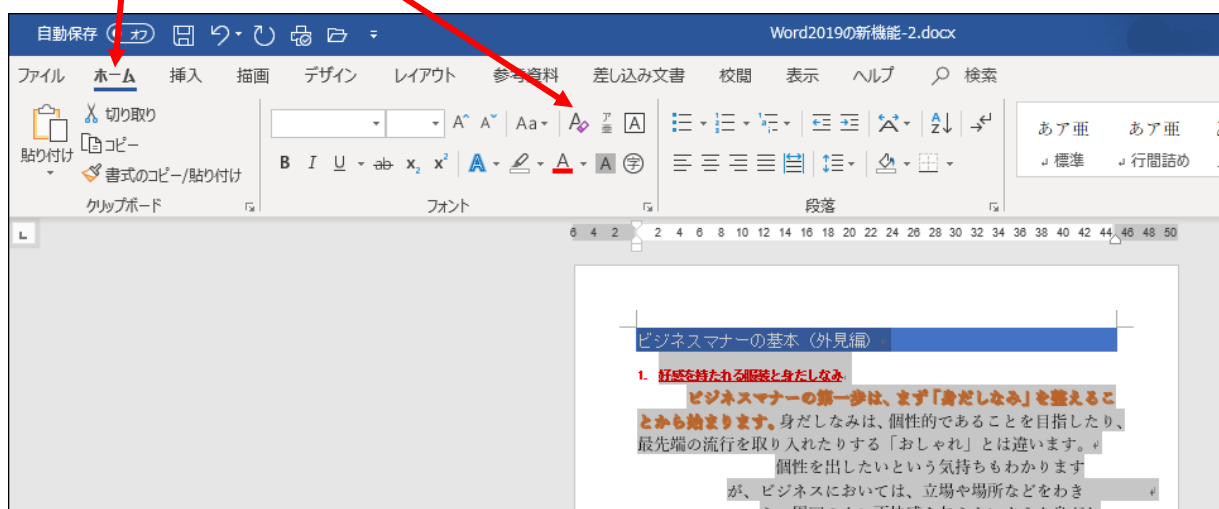 自動保存 オフ Word2019の新機能-2.docx
ファイル ホーム 挿入 描画 デザイン レイアウト 参考資料 差し込み文書 校閲 表示 ヘルプ 検索
切り取り
コピー
貼り付け
書式のコピー/貼り付け
クリップボード
A A Aa A ア亜 A
B I U ab x₂ x² A A A 字
フォント
段落
あア亜 あア亜
標準 行間詰め
6 4 2 2 4 6 8 10 12 14 16 18 20 22 24 26 28 30 32 34 36 38 40 42 44 46 48 50
ビジネスマナーの基本（外見編）
1. 好感を持たれる服装と身だしなみ
ビジネスマナーの第一歩は、まず「身だしなみ」を整えるこ
とから始まります。身だしなみは、個性的であることを目指したり、
最先端の流行を取り入れたりする「おしゃれ」とは違います。
個性を出したいという気持ちもわかります
が、ビジネスにおいては、立場や場所などをわき